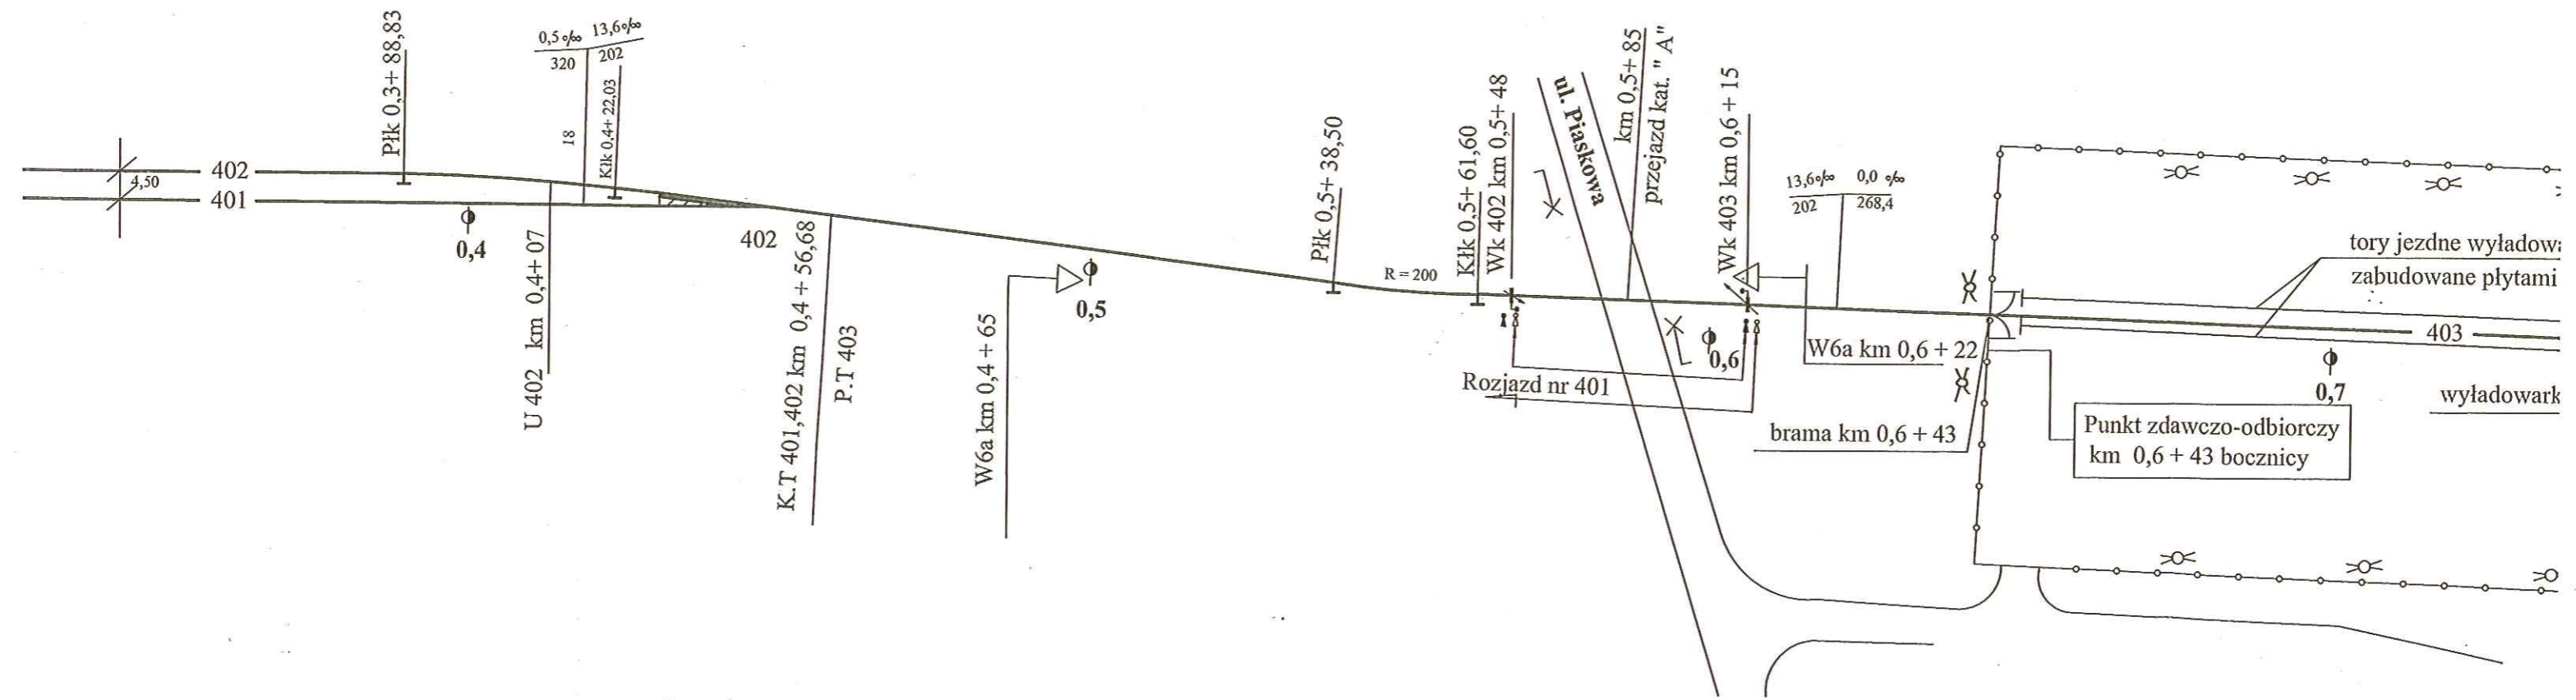 Płk 0,3+ 88,83
0,5‰ 13,6‰
320 202
18
Kłk 0,4+ 22,03
402
4,50
401
0,4
U 402 km 0,4+ 07
402
K.T 401,402 km 0,4 + 56,68
P.T 403
W6a km 0,4 + 65
0,5
Płk 0,5+ 38,50
R = 200
Kłk 0,5+ 61,60
Wk 402 km 0,5+ 48
ul. Piaskowa
km 0,5+ 85
przejazd kat. " A"
Wk 403 km 0,6 + 15
13,6‰ 0,0 ‰
202 268,4
Rozjazd nr 401
0,6
W6a km 0,6 + 22
brama km 0,6 + 43
tory jezdne wyładow
zabudowane płytami
403
0,7
wyładowark
Punkt zdawczo-odbiorczy
km 0,6 + 43 bocznicy